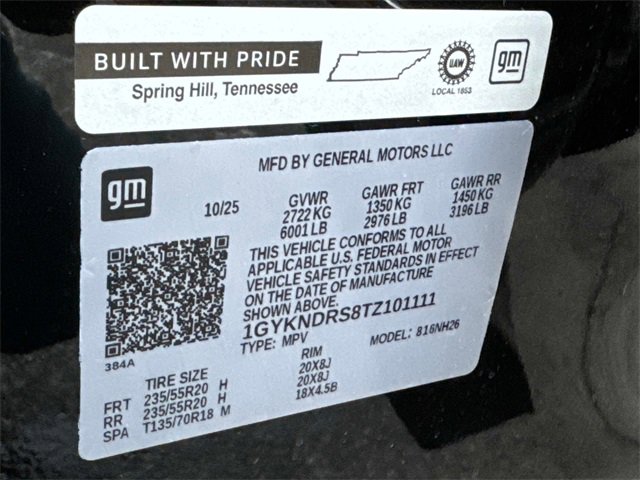 BUILT WITH PRIDE
Spring Hill, Tennessee
UAW
LOCAL 1853
gm
gm
MFD BY GENERAL MOTORS LLC
10/25
GVWR GAWR FRT GAWR RR
2722 KG 1350 KG 1450 KG
6001 LB 2976 LB 3196 LB
THIS VEHICLE CONFORMS TO ALL
APPLICABLE U.S. FEDERAL MOTOR
VEHICLE SAFETY STANDARDS IN EFFECT
ON THE DATE OF MANUFACTURE
SHOWN ABOVE.
1GYKNDRS8TZ101111
TYPE: MPV MODEL: 816NH26
384A
TIRE SIZE RIM
FRT 235/55R20 H 20X8J
RR 235/55R20 H 20X8J
SPA T135/70R18 M 18X4.5B